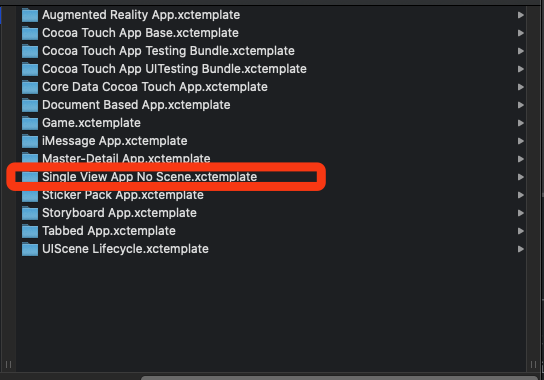 Augmented Reality App.xctemplate
Cocoa Touch App Base.xctemplate
Cocoa Touch App Testing Bundle.xctemplate
Cocoa Touch App UITesting Bundle.xctemplate
Core Data Cocoa Touch App.xctemplate
Document Based App.xctemplate
Game.xctemplate
iMessage App.xctemplate
Master-Detail App.xctemplate
Single View App No Scene.xctemplate
Sticker Pack App.xctemplate
Storyboard App.xctemplate
Tabbed App.xctemplate
UIScene Lifecycle.xctemplate